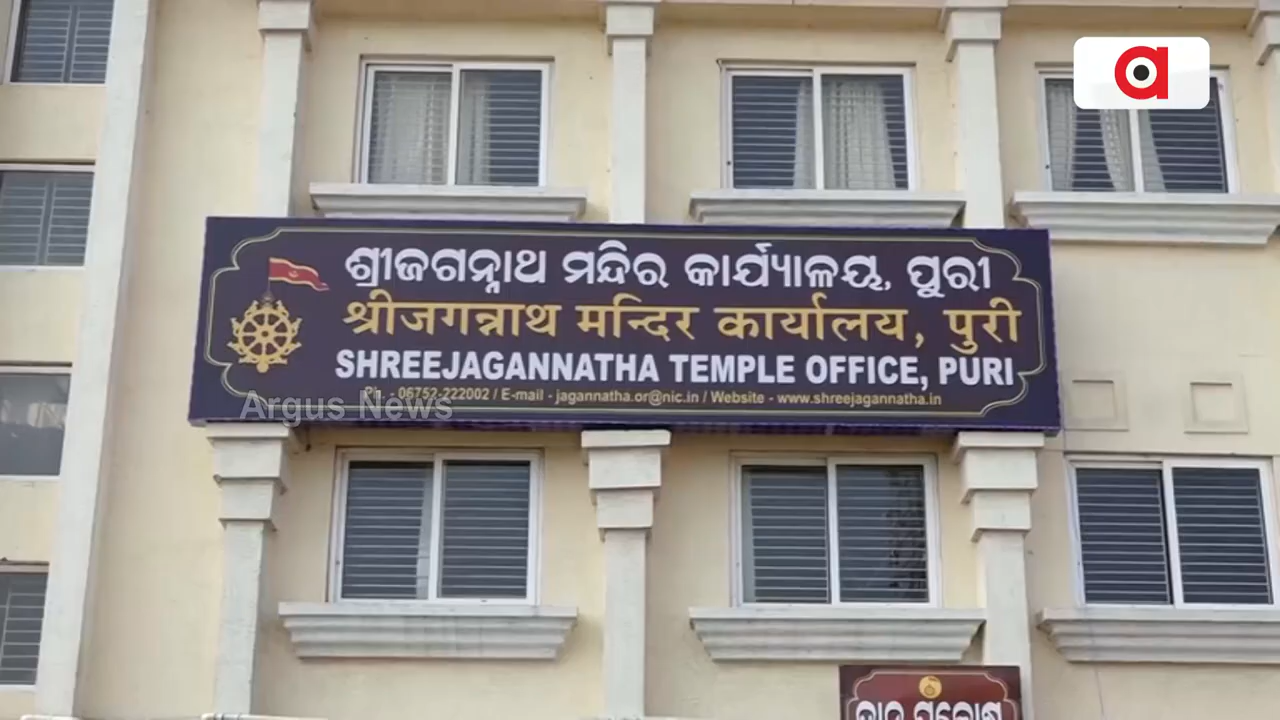 ଶ୍ରୀଜଗନ୍ନାଥ ମନ୍ଦିର କାର୍ଯ୍ୟାଳୟ, ପୁରୀ
श्रीजगन्नाथ मन्दिर कार्यालय, पुरी
SHREEJAGANNATHA TEMPLE OFFICE, PURI
Ph. - 06752-222002 / E-mail - jagannatha.or@nic.in / Website - www.shreejagannatha.in
Argus News